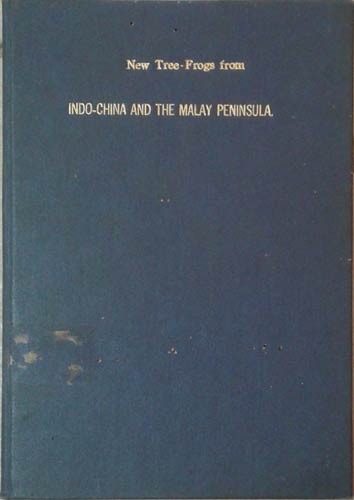 New Tree-Frogs from
INDO-CHINA AND THE MALAY PENINSULA.